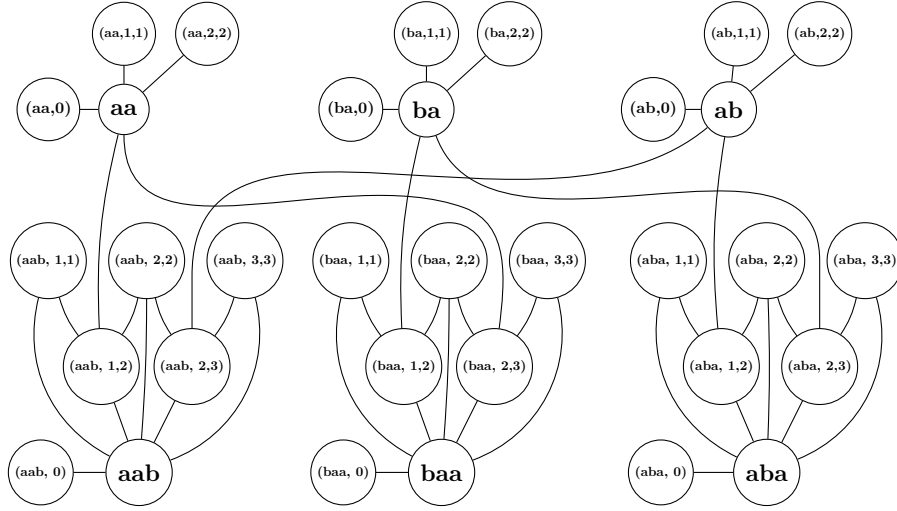 (aa,1,1) (aa,2,2) (ba,1,1) (ba,2,2) (ab,1,1) (ab,2,2)
(aa,0) aa (ba,0) ba (ab,0) ab
(aab, 1,1) (aab, 2,2) (aab, 3,3) (baa, 1,1) (baa, 2,2) (baa, 3,3) (aba, 1,1) (aba, 2,2) (aba, 3,3)
(aab, 1,2) (aab, 2,3) (baa, 1,2) (baa, 2,3) (aba, 1,2) (aba, 2,3)
(aab, 0) aab (baa, 0) baa (aba, 0) aba